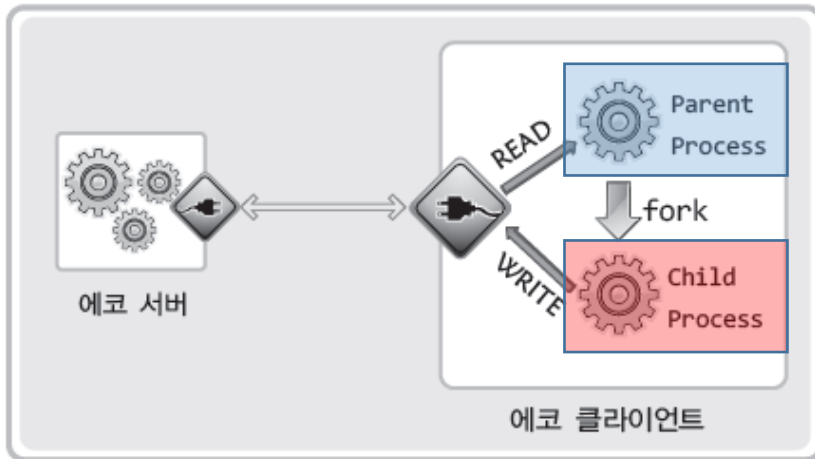 Parent
Process
READ
fork
WRITE
Child
Process
에코 서버
에코 클라이언트